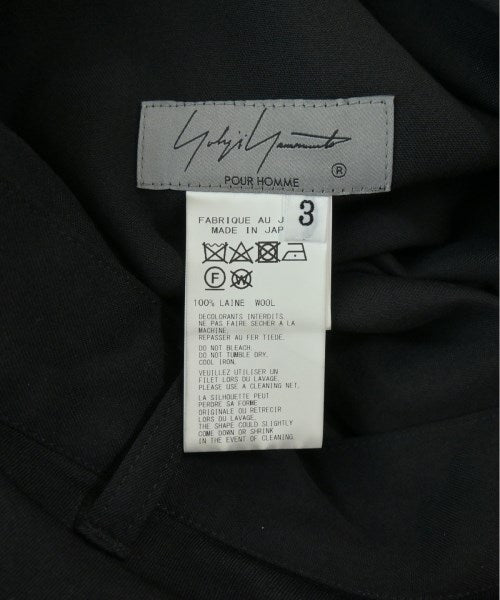 Yohji Yamamoto
®
POUR HOMME
3
FABRIQUE AU J
MADE IN JAP
F W
100% LAINE WOOL
DECOLORANTS INTERDITS.
NE PAS FAIRE SECHER A LA
MACHINE.
REPASSER AU FER TIEDE.
DO NOT BLEACH.
DO NOT TUMBLE DRY.
COOL IRON.
VEUILLEZ UTILISER UN
FILET LORS DU LAVAGE.
PLEASE USE A CLEANING NET.
LA SILHOUETTE PEUT
PERDRE SA FORME
ORIGINALE OU RETRECIR
LORS DU LAVAGE.
THE SHAPE COULD SLIGHTLY
COME DOWN OR SHRINK
IN THE EVENT OF CLEANING.